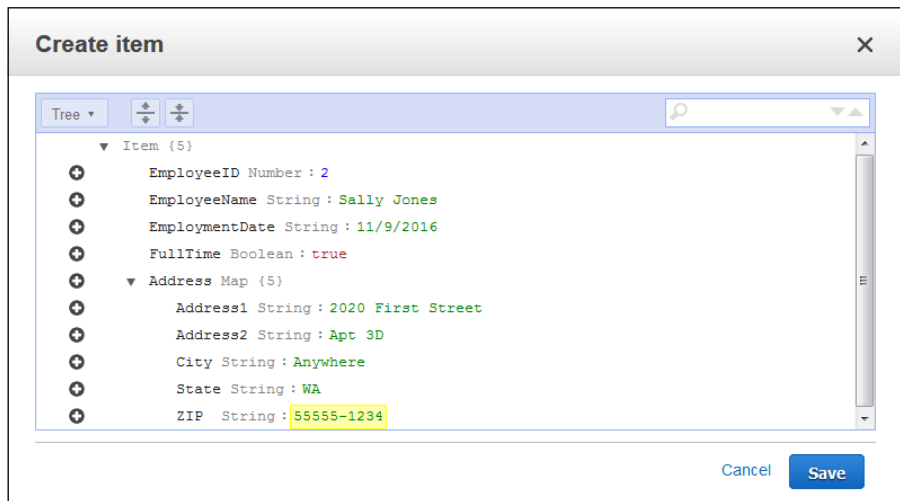 Create item
Tree
Item {5}
EmployeeID Number : 2
EmployeeName String : Sally Jones
EmploymentDate String : 11/9/2016
FullTime Boolean : true
Address Map {5}
Address1 String : 2020 First Street
Address2 String : Apt 3D
City String : Anywhere
State String : WA
ZIP String : 55555-1234
Cancel Save